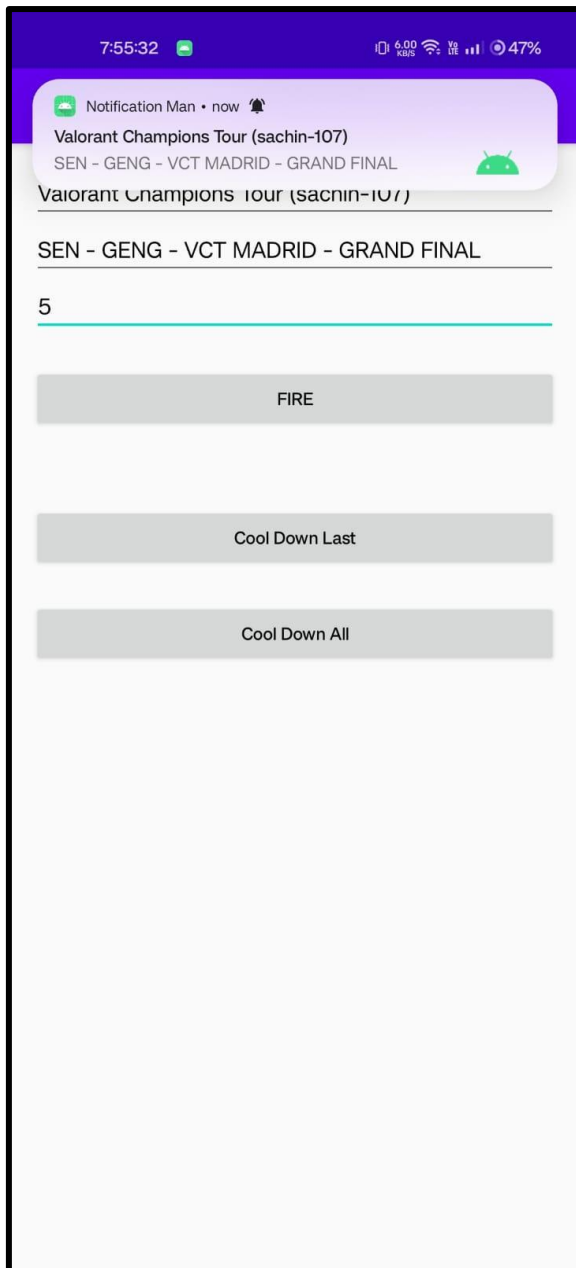 7:55:32 6.00 KB/S Vo LTE 47%
Notification Man • now
Valorant Champions Tour (sachin-107)
SEN - GENG - VCT MADRID - GRAND FINAL
Valorant Champions Tour (sachin-107)
SEN - GENG - VCT MADRID - GRAND FINAL
5
FIRE
Cool Down Last
Cool Down All